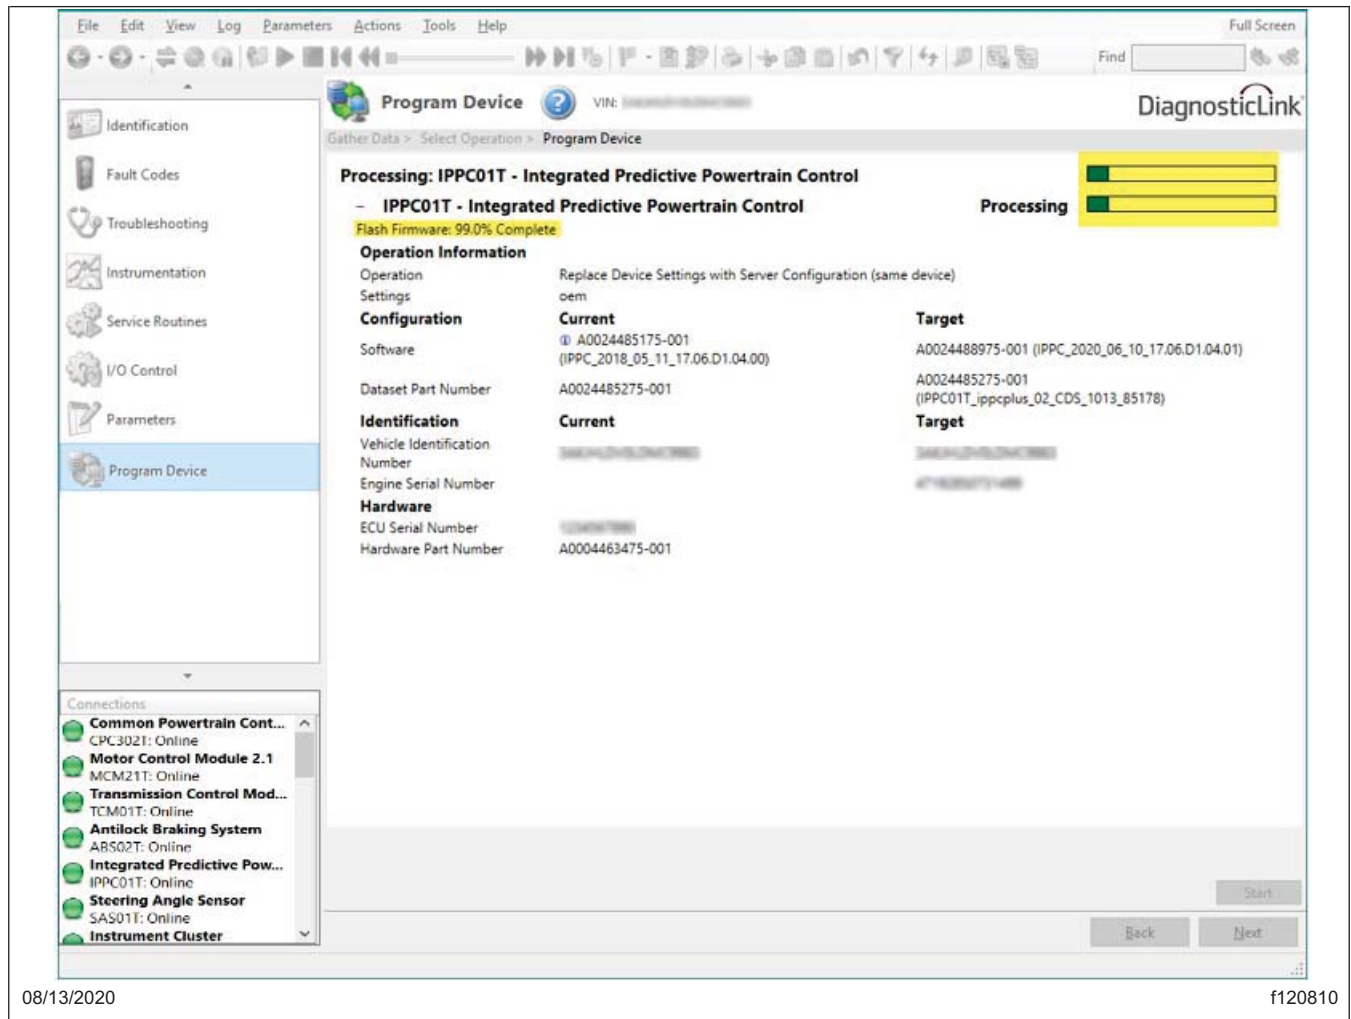 File Edit View Log Parameters Actions Tools Help Full Screen
Find
Program Device VIN:
DiagnosticLink
Gather Data > Select Operation > Program Device
Identification
Fault Codes
Troubleshooting
Instrumentation
Service Routines
I/O Control
Parameters
Program Device
Processing: IPPC01T - Integrated Predictive Powertrain Control
– IPPC01T - Integrated Predictive Powertrain Control Processing
Flash Firmware: 99.0% Complete
Operation Information
Operation Replace Device Settings with Server Configuration (same device)
Settings oem
Configuration Current Target
Software A0024485175-001
(IPPC_2018_05_11_17.06.D1.04.00)
A0024488975-001 (IPPC_2020_06_10_17.06.D1.04.01)
Dataset Part Number A0024485275-001
A0024485275-001
(IPPC01T_ippcplus_02_CDS_1013_85178)
Identification Current Target
Vehicle Identification
Number
Engine Serial Number
Hardware
ECU Serial Number
Hardware Part Number A0004463475-001
Connections
Common Powertrain Cont...
CPC302T: Online
Motor Control Module 2.1
MCM21T: Online
Transmission Control Mod...
TCM01T: Online
Antilock Braking System
ABS02T: Online
Integrated Predictive Pow...
IPPC01T: Online
Steering Angle Sensor
SAS01T: Online
Instrument Cluster
Start
Back Next
08/13/2020 f120810